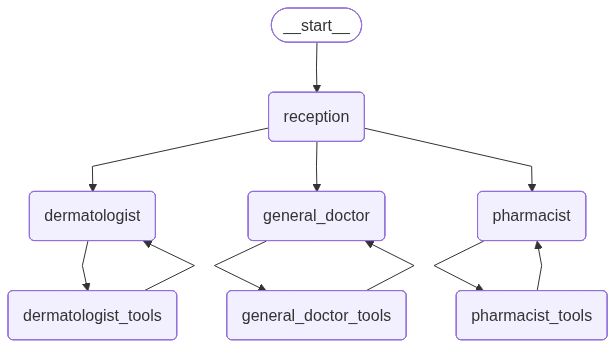 __start__
reception
dermatologist
general_doctor
pharmacist
dermatologist_tools
general_doctor_tools
pharmacist_tools